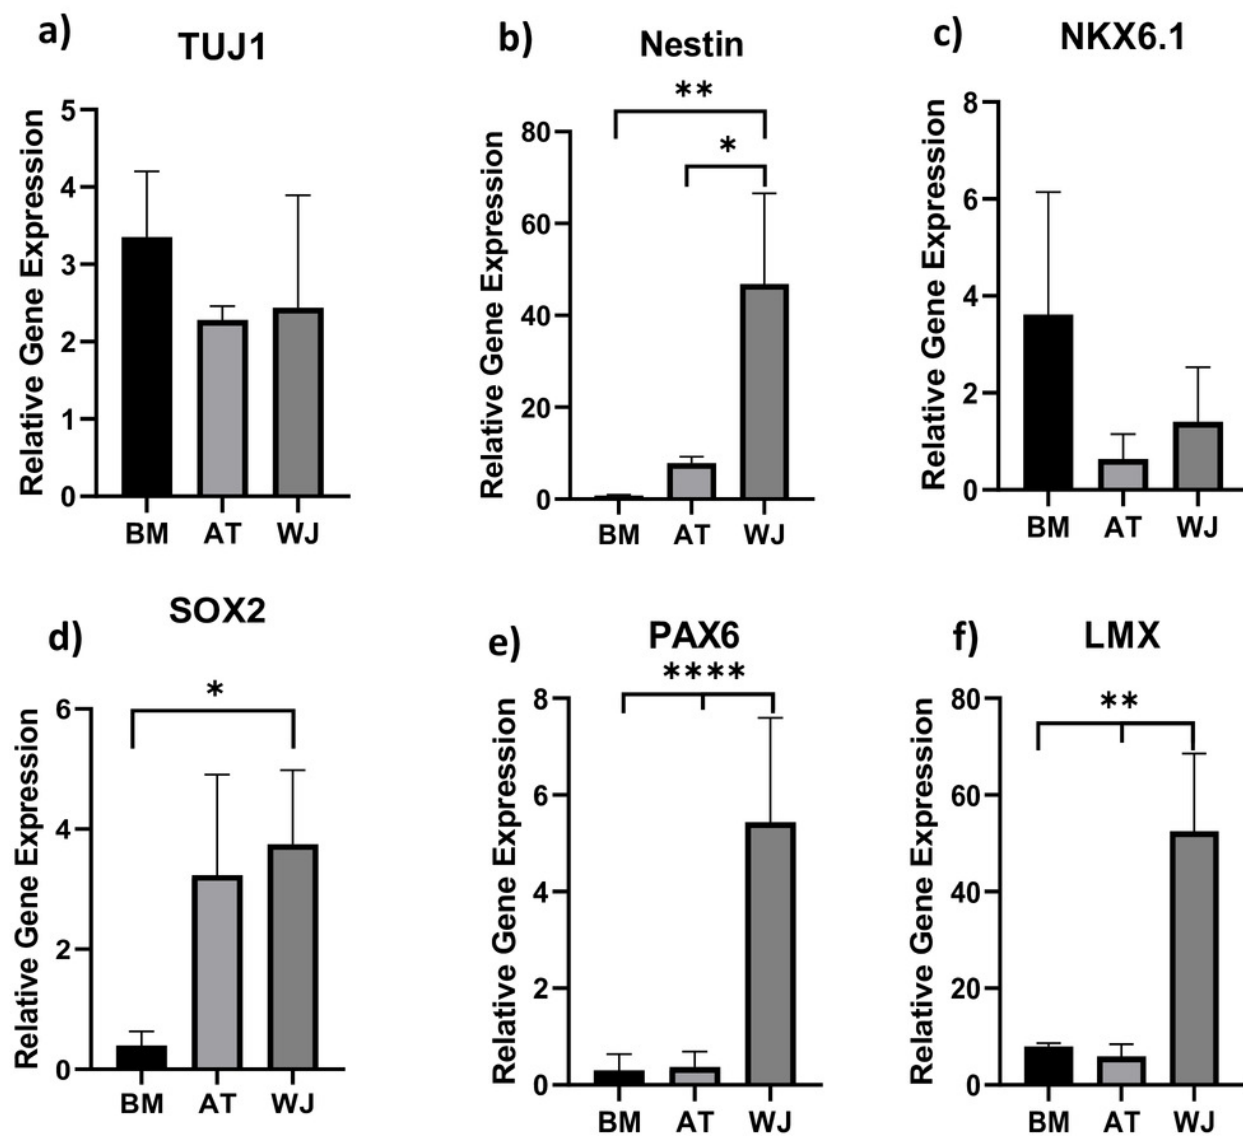 a)
TUJ1
Relative Gene Expression
5
4
3
2
1
0
BM AT WJ
b)
Nestin
**
*
Relative Gene Expression
80
60
40
20
0
BM AT WJ
c)
NKX6.1
Relative Gene Expression
8
6
4
2
0
BM AT WJ
d)
SOX2
*
Relative Gene Expression
6
4
2
0
BM AT WJ
e)
PAX6
****
Relative Gene Expression
8
6
4
2
0
BM AT WJ
f)
LMX
**
Relative Gene Expression
80
60
40
20
0
BM AT WJ